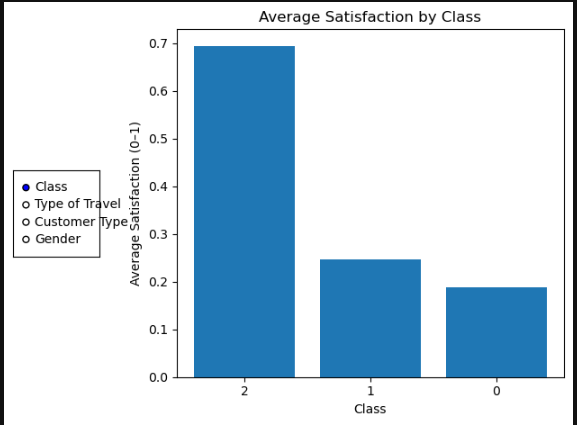 Average Satisfaction by Class
Class
Type of Travel
Customer Type
Gender
Average Satisfaction (0–1)
0.7
0.6
0.5
0.4
0.3
0.2
0.1
0.0
2 1 0
Class